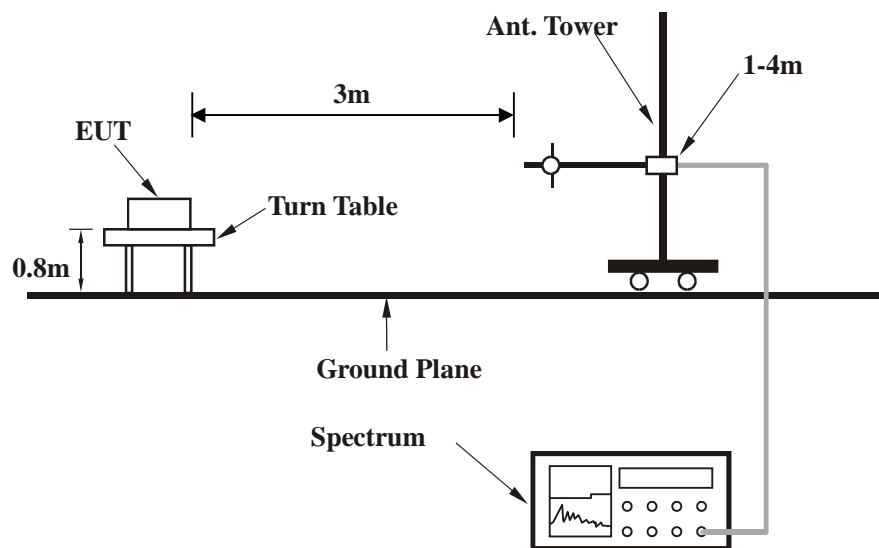 Ant. Tower
1-4m
3m
EUT
Turn Table
0.8m
Ground Plane
Spectrum